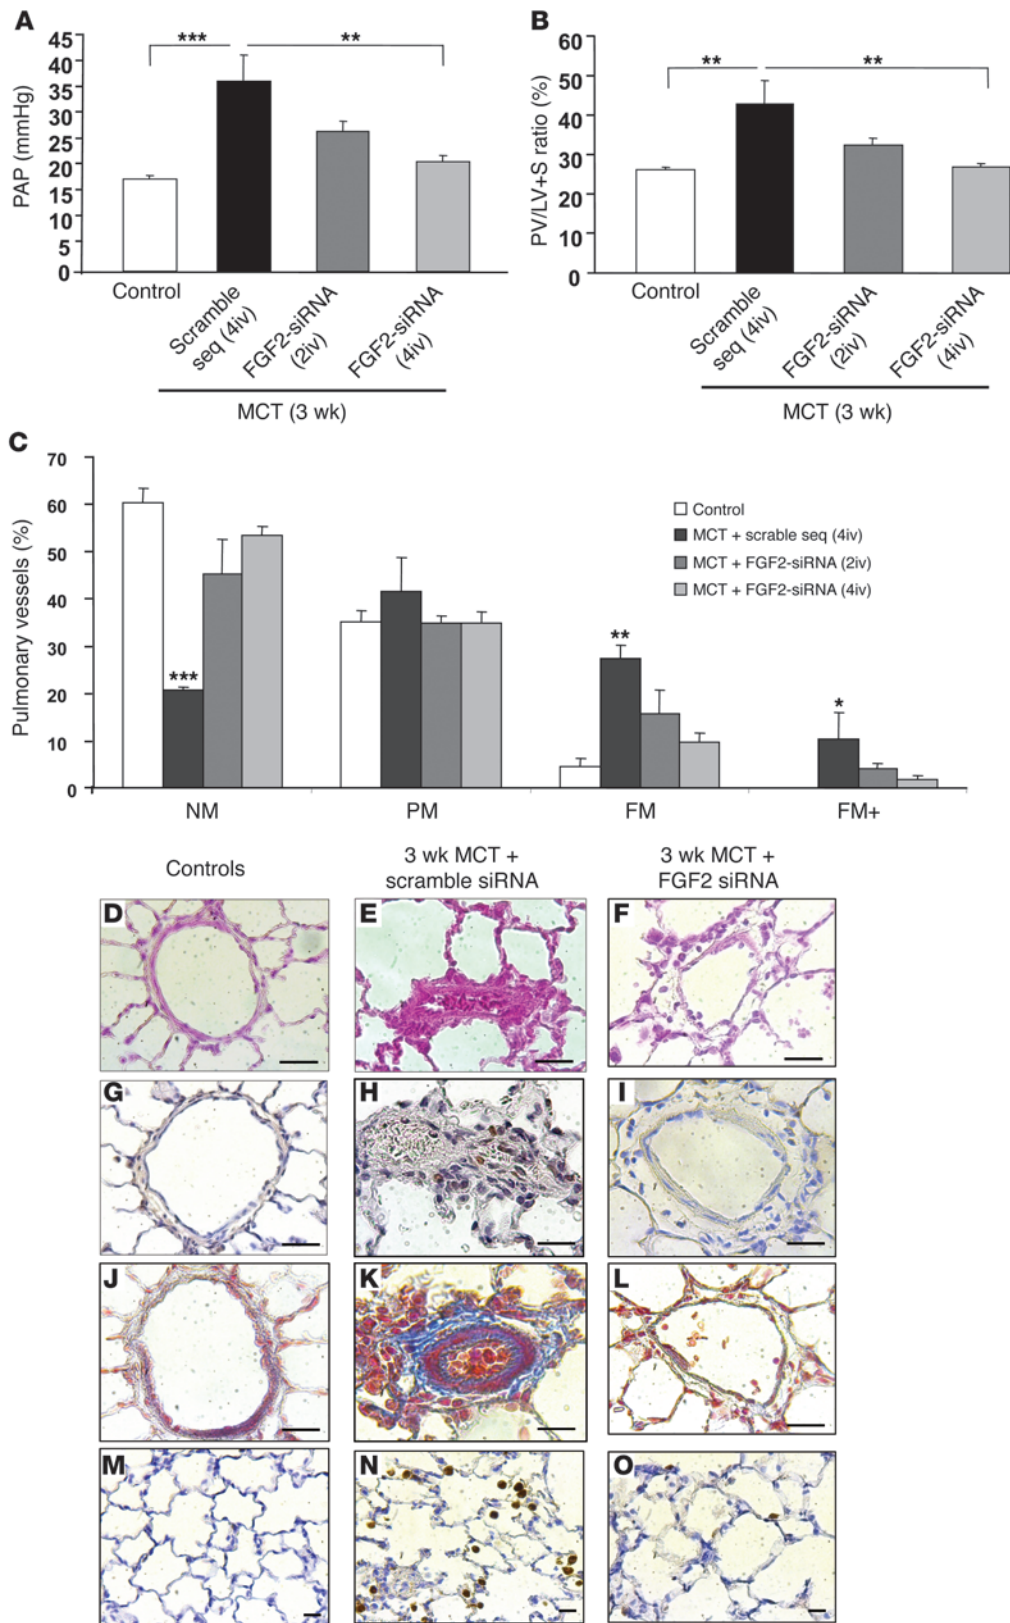 A
PAP (mmHg)
45
40
35
30
25
20
15
10
5
0
***
**
Control
Scramble
seq (4iv)
FGF2-siRNA
(2iv)
FGF2-siRNA
(4iv)
MCT (3 wk)
B
PV/LV+S ratio (%)
60
50
40
30
20
10
0
**
**
Control
Scramble
seq (4iv)
FGF2-siRNA
(2iv)
FGF2-siRNA
(4iv)
MCT (3 wk)
C
Pulmonary vessels (%)
70
60
50
40
30
20
10
0
***
**
*
Control
MCT + scrable seq (4iv)
MCT + FGF2-siRNA (2iv)
MCT + FGF2-siRNA (4iv)
NM
PM
FM
FM+
Controls
3 wk MCT +
scramble siRNA
3 wk MCT +
FGF2 siRNA
D
E
F
G
H
I
J
K
L
M
N
O